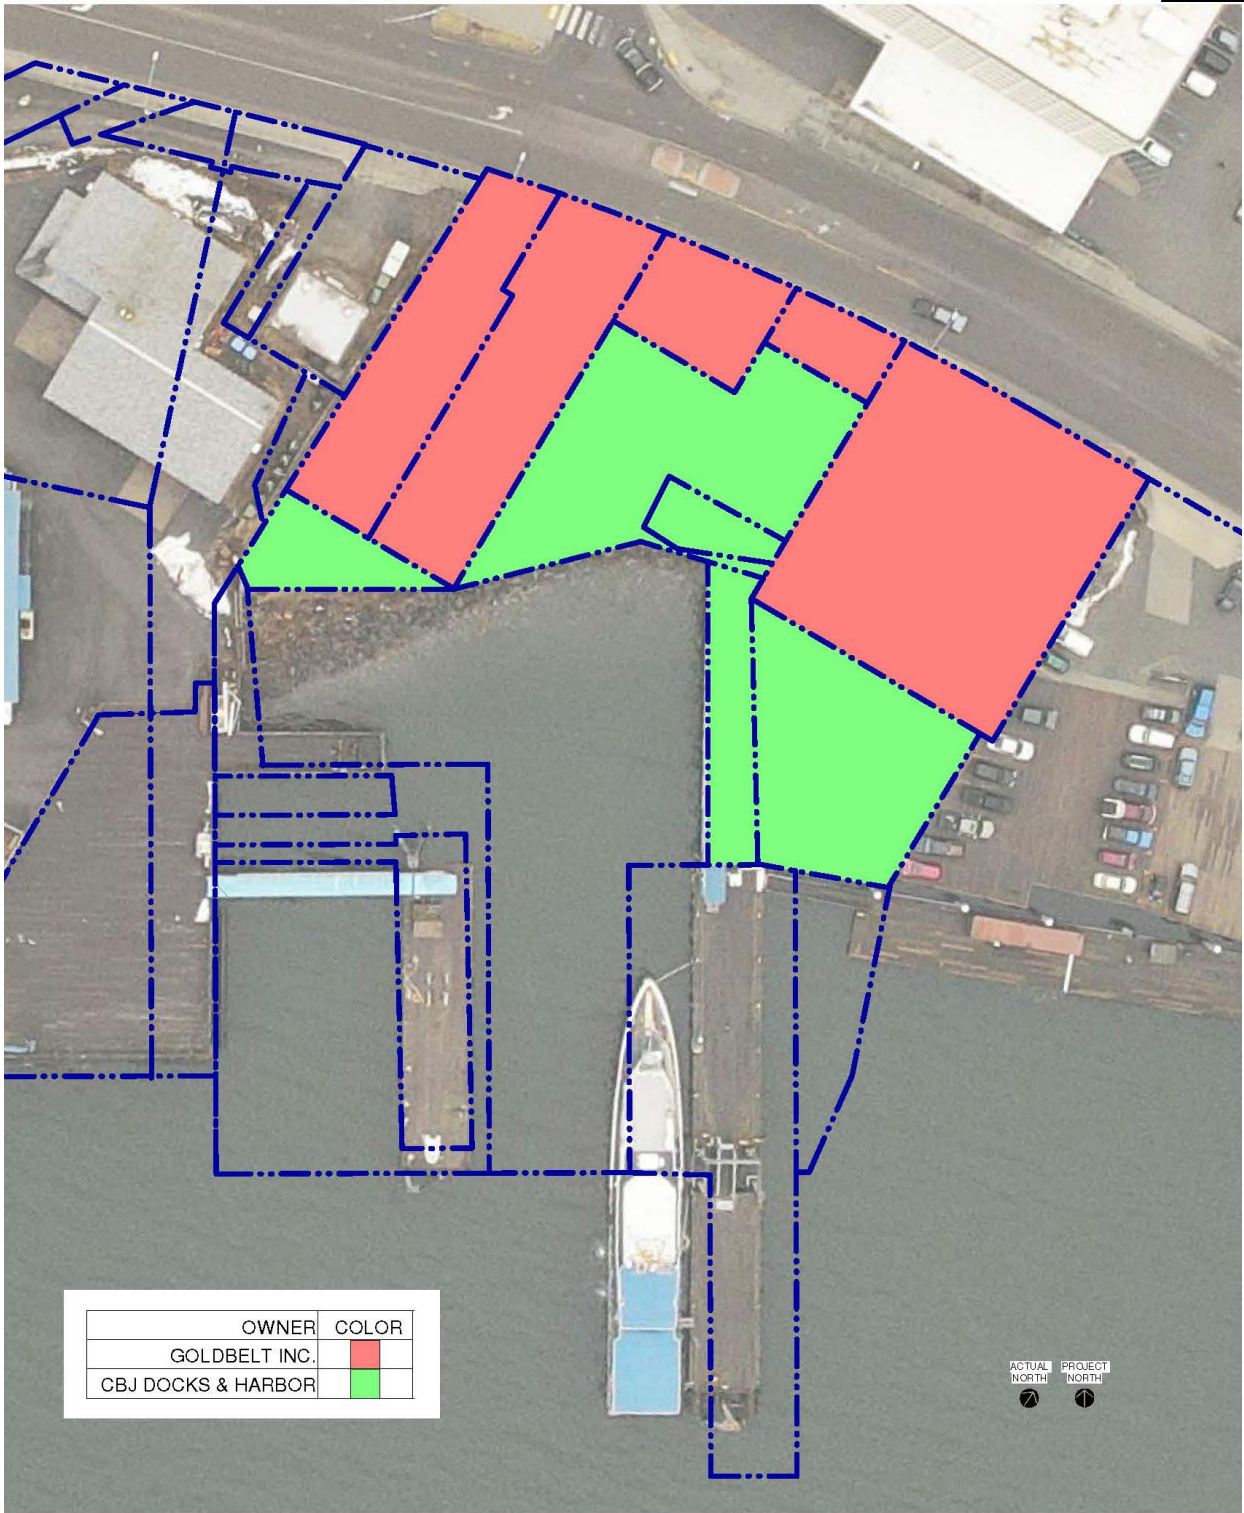 OWNER COLOR
GOLDBELT INC.
CBJ DOCKS & HARBOR
ACTUAL NORTH
PROJECT NORTH